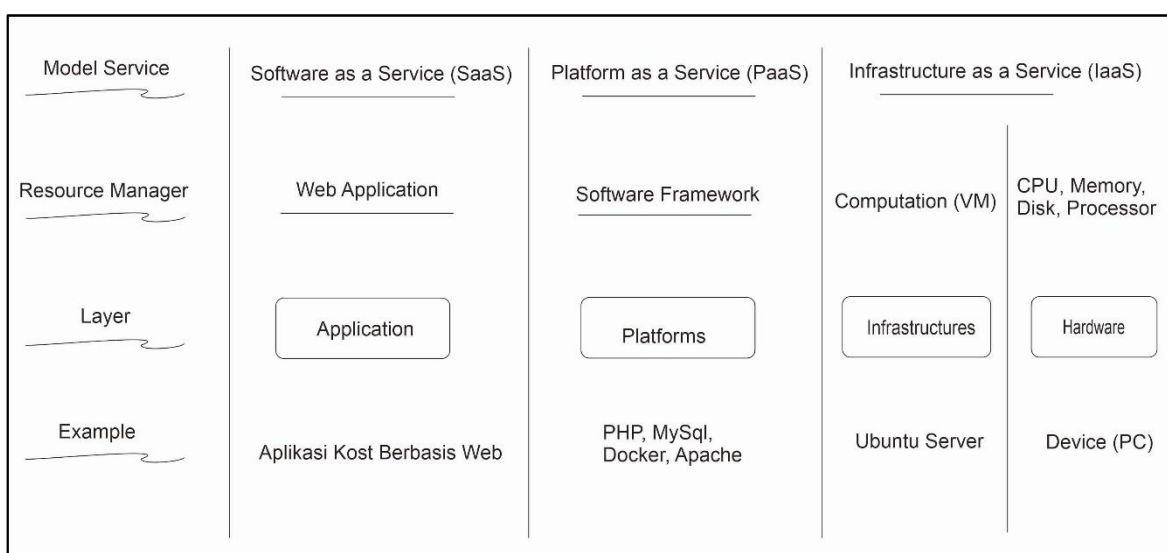 Model Service
Software as a Service (SaaS)
Platform as a Service (PaaS)
Infrastructure as a Service (IaaS)
Resource Manager
Web Application
Software Framework
Computation (VM)
CPU, Memory,
Disk, Processor
Layer
Application
Platforms
Infrastructures
Hardware
Example
Aplikasi Kost Berbasis Web
PHP, MySql,
Docker, Apache
Ubuntu Server
Device (PC)